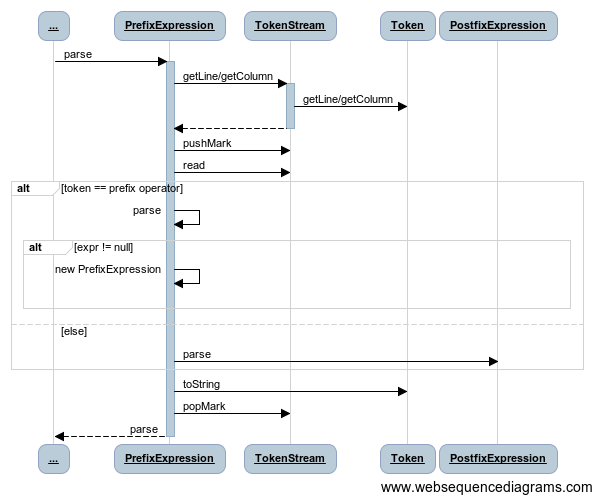 ... PrefixExpression TokenStream Token PostfixExpression
parse
getLine/getColumn
getLine/getColumn
pushMark
read
alt [token == prefix operator]
parse
alt [expr != null]
new PrefixExpression
[else]
parse
toString
popMark
parse
... PrefixExpression TokenStream Token PostfixExpression
www.websequencediagrams.com